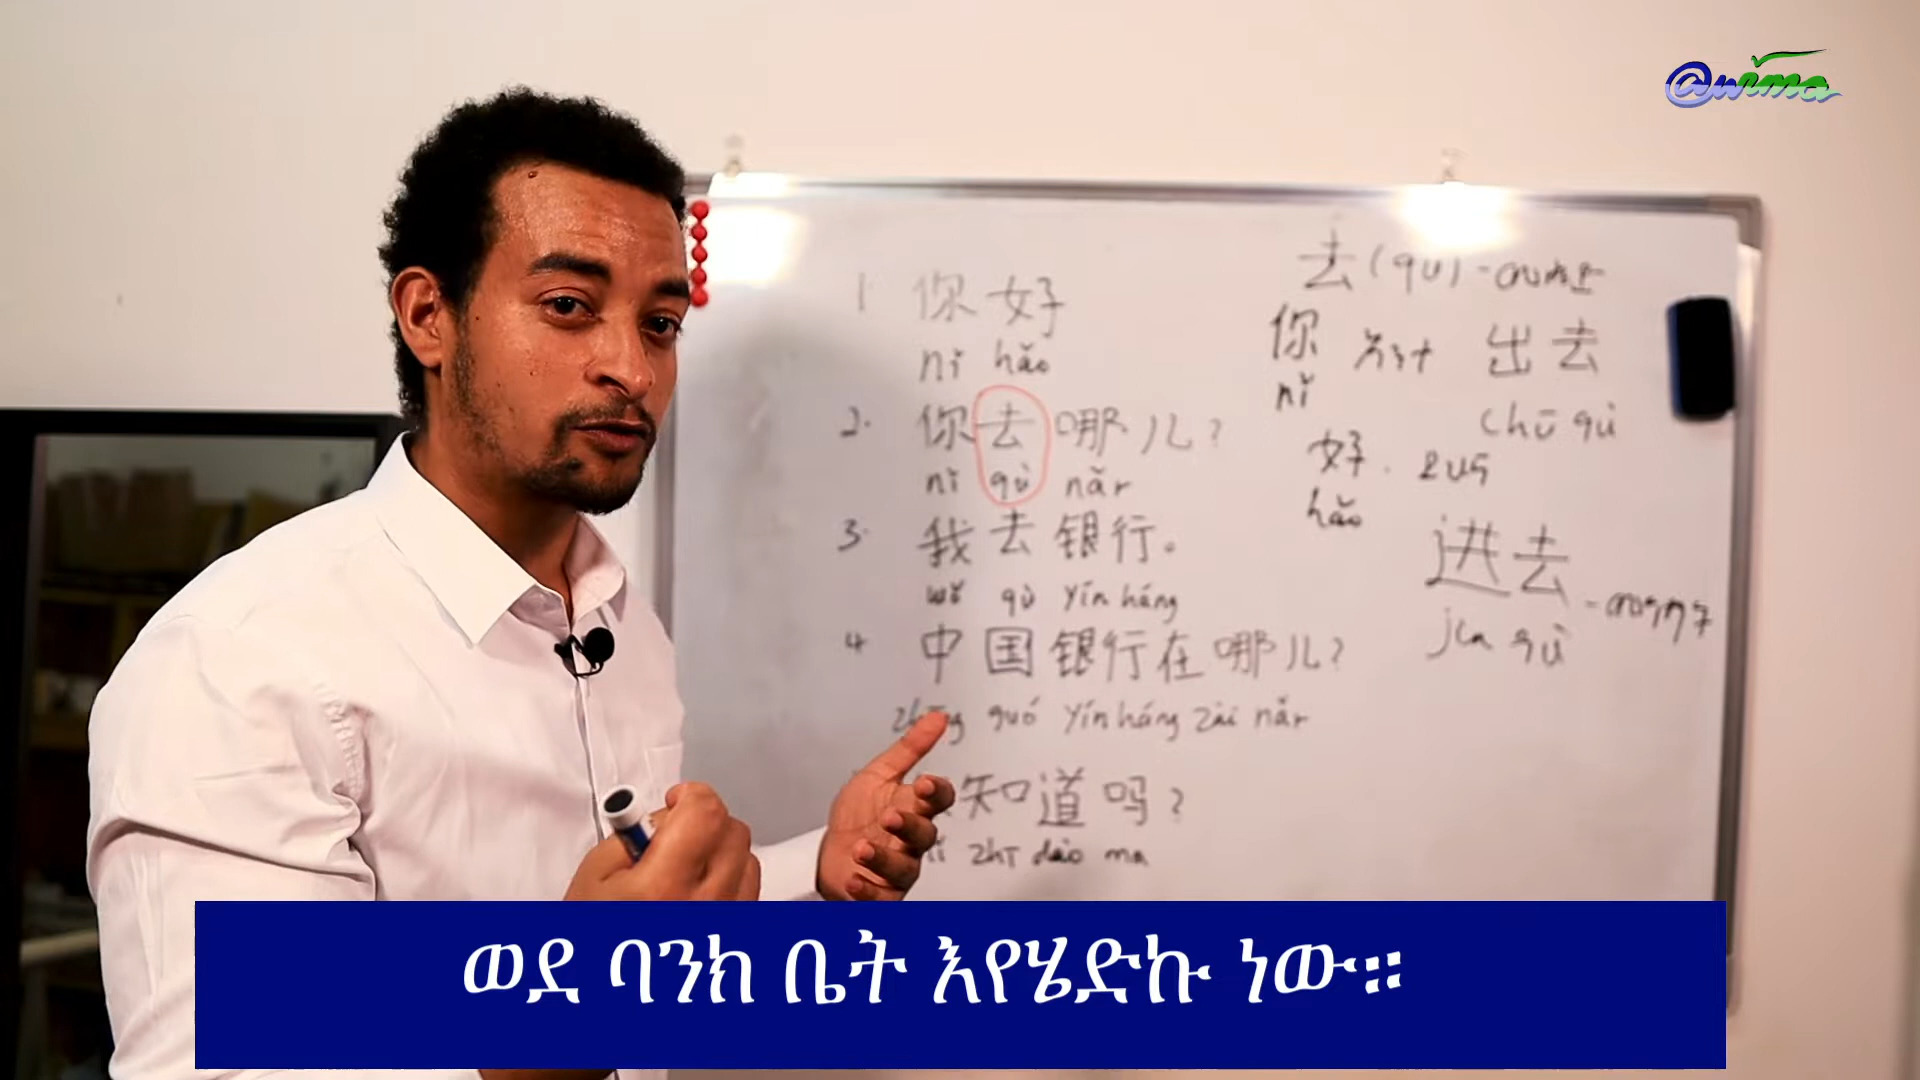 @wima
1 你好
nǐ hǎo
2. 你去哪儿?
nǐ qù nǎr
3. 我去银行。
wǒ qù yín háng
4 中国银行在哪儿?
zhōng guó yín háng zài nǎr
知道吗?
zhī dào ma
去(qu)-
你 出去
nǐ chū qù
好.
hǎo
进去
qù
ወደ ባንክ ቤት እየሄድኩ ነው።